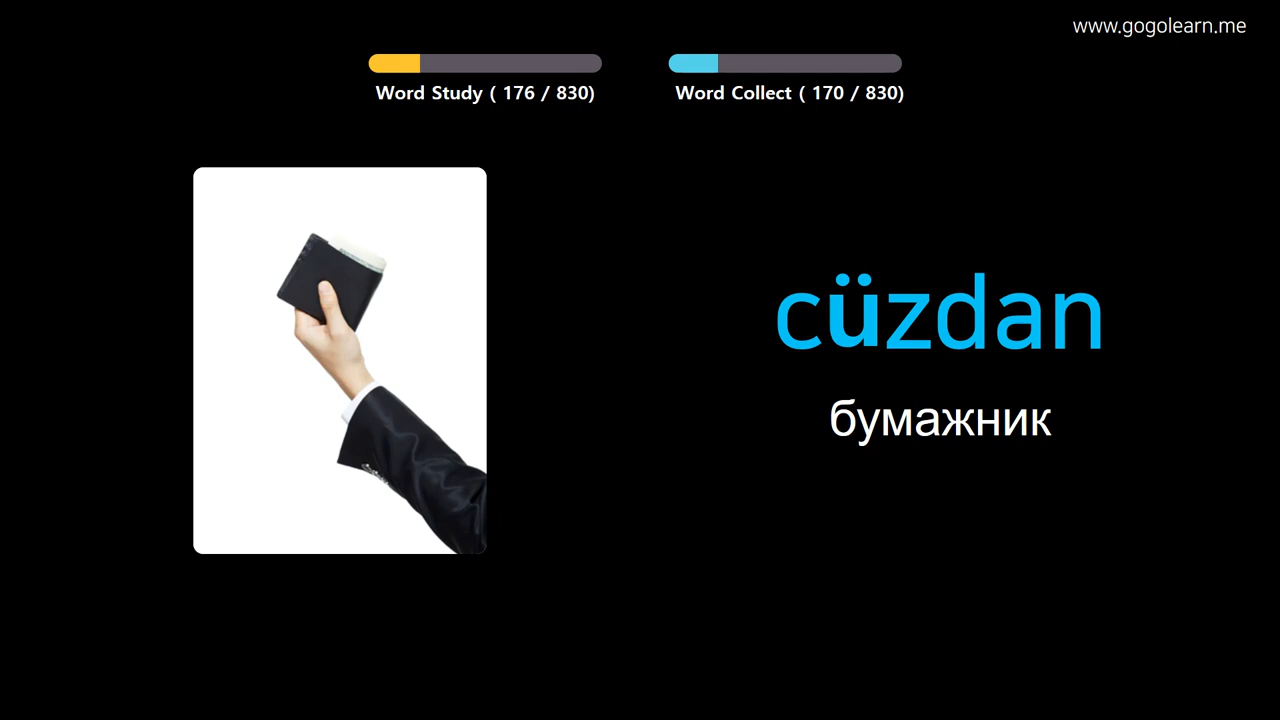 www.gogolearn.me
Word Study ( 176 / 830)
Word Collect ( 170 / 830)
cüzdan
бумажник